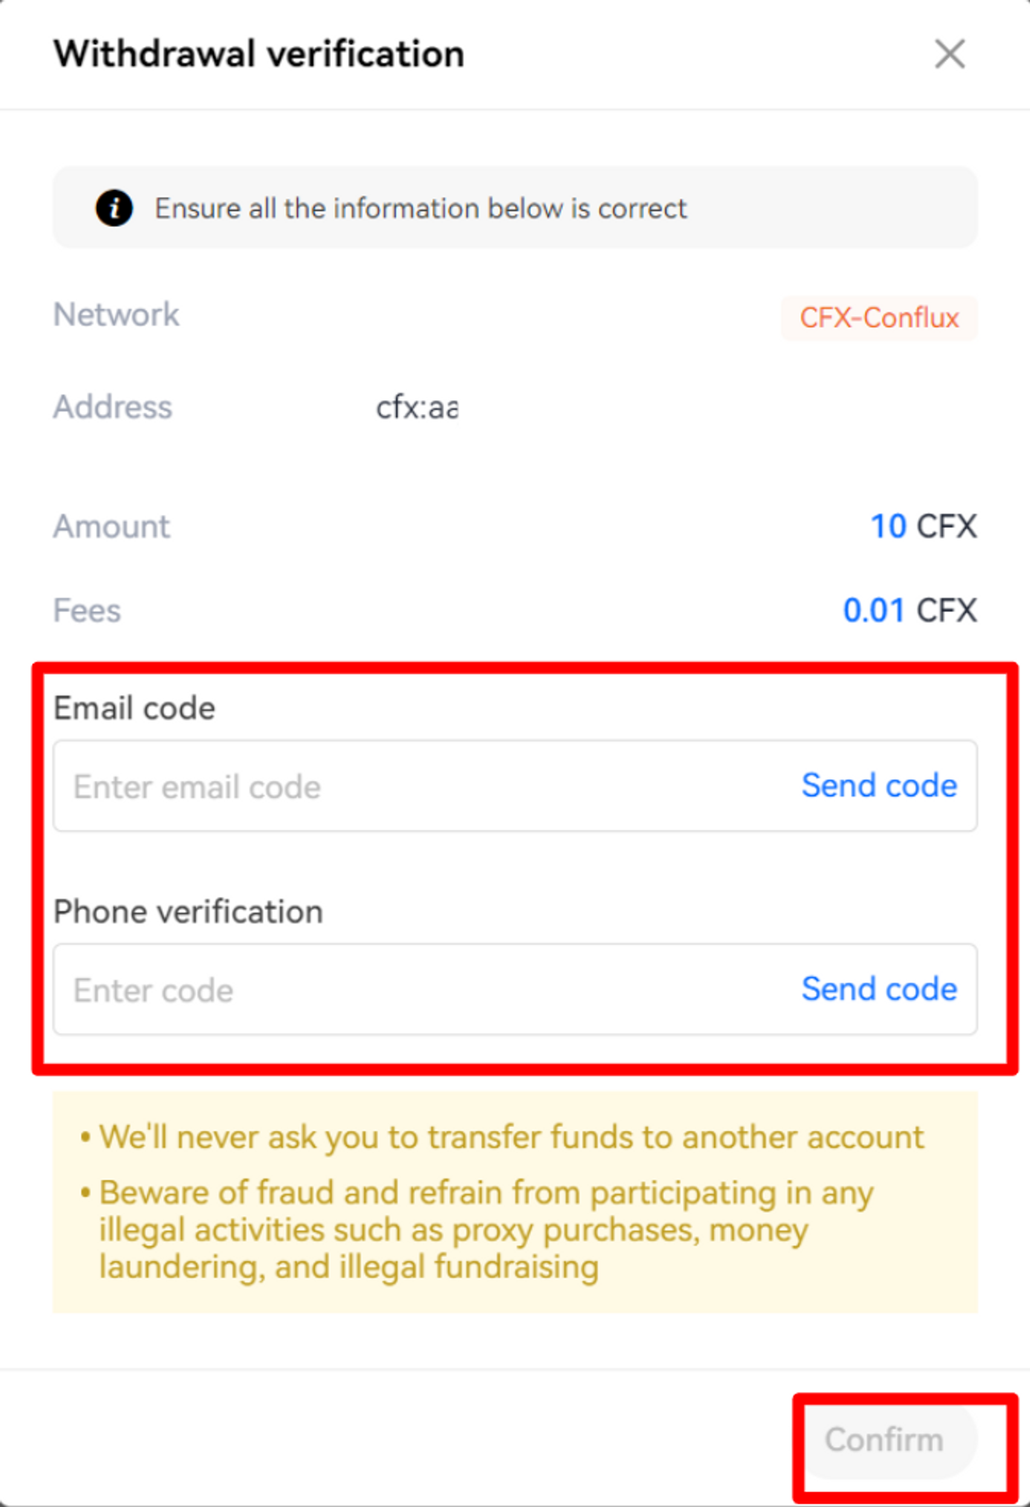 Withdrawal verification
Ensure all the information below is correct
Network CFX-Conflux
Address cfx:aa
Amount 10 CFX
Fees 0.01 CFX
Email code
Enter email code Send code
Phone verification
Enter code Send code
• We'll never ask you to transfer funds to another account
• Beware of fraud and refrain from participating in any
illegal activities such as proxy purchases, money
laundering, and illegal fundraising
Confirm